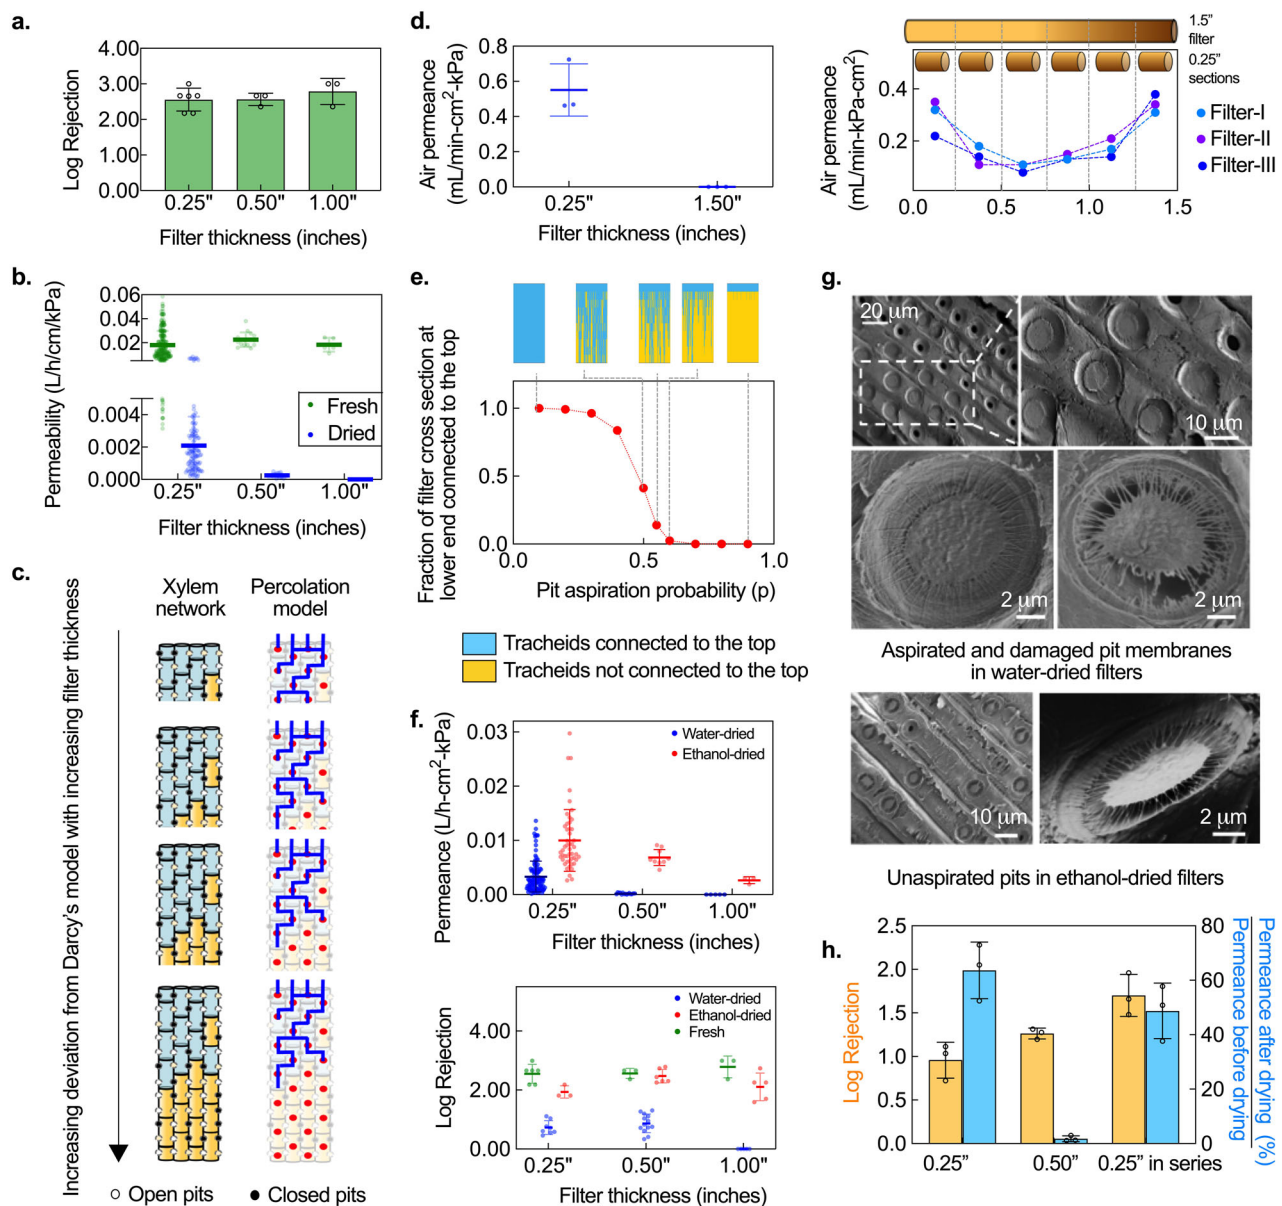 a.
Log Rejection
4.00
3.00
2.00
1.00
0.00
0.25"
0.50"
1.00"
Filter thickness (inches)
b.
Permeability (L/h/cm/kPa)
0.06
0.04
0.02
0.004
0.002
0.000
Fresh
Dried
0.25"
0.50"
1.00"
Filter thickness (inches)
c.
Increasing deviation from Darcy's model with increasing filter thickness
Xylem
network
Percolation
model
Open pits
Closed pits
d.
Air permeance
(mL/min-cm²-kPa)
0.8
0.6
0.4
0.2
0.0
0.25"
1.50"
Filter thickness (inches)
1.5"
filter
0.25"
sections
Air permeance
(mL/min-kPa-cm²)
0.4
0.2
0.0
0.5
1.0
1.5
Filter-I
Filter-II
Filter-III
e.
Fraction of filter cross section at
lower end connected to the top
1.0
0.5
0.0
0.0
0.5
1.0
Pit aspiration probability (p)
Tracheids connected to the top
Tracheids not connected to the top
f.
Permeance (L/h-cm²-kPa)
0.03
0.02
0.01
0.00
Water-dried
Ethanol-dried
0.25"
0.50"
1.00"
Filter thickness (inches)
Log Rejection
4.00
2.00
0.00
Water-dried
Ethanol-dried
Fresh
0.25"
0.50"
1.00"
Filter thickness (inches)
g.
20 µm
10 µm
2 µm
2 µm
Aspirated and damaged pit membranes
in water-dried filters
10 µm
2 µm
Unaspirated pits in ethanol-dried filters
h.
Log Rejection
2.5
2.0
1.5
1.0
0.5
0.0
80
60
40
20
0
Permeance after drying
Permeance before drying
(%)
0.25"
0.50"
0.25" in series